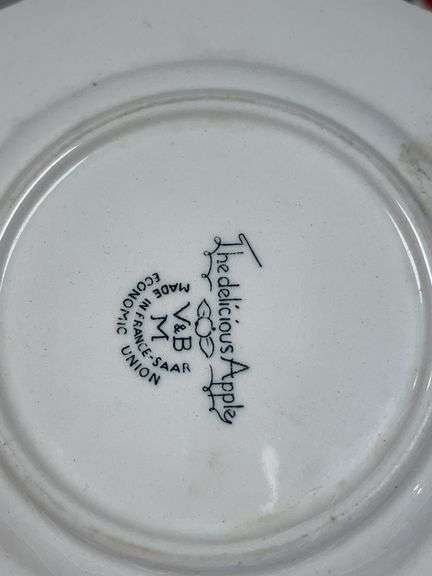 The delicious Apple
V&B
M
MADE IN FRANCE-SAAR
ECONOMIC UNION